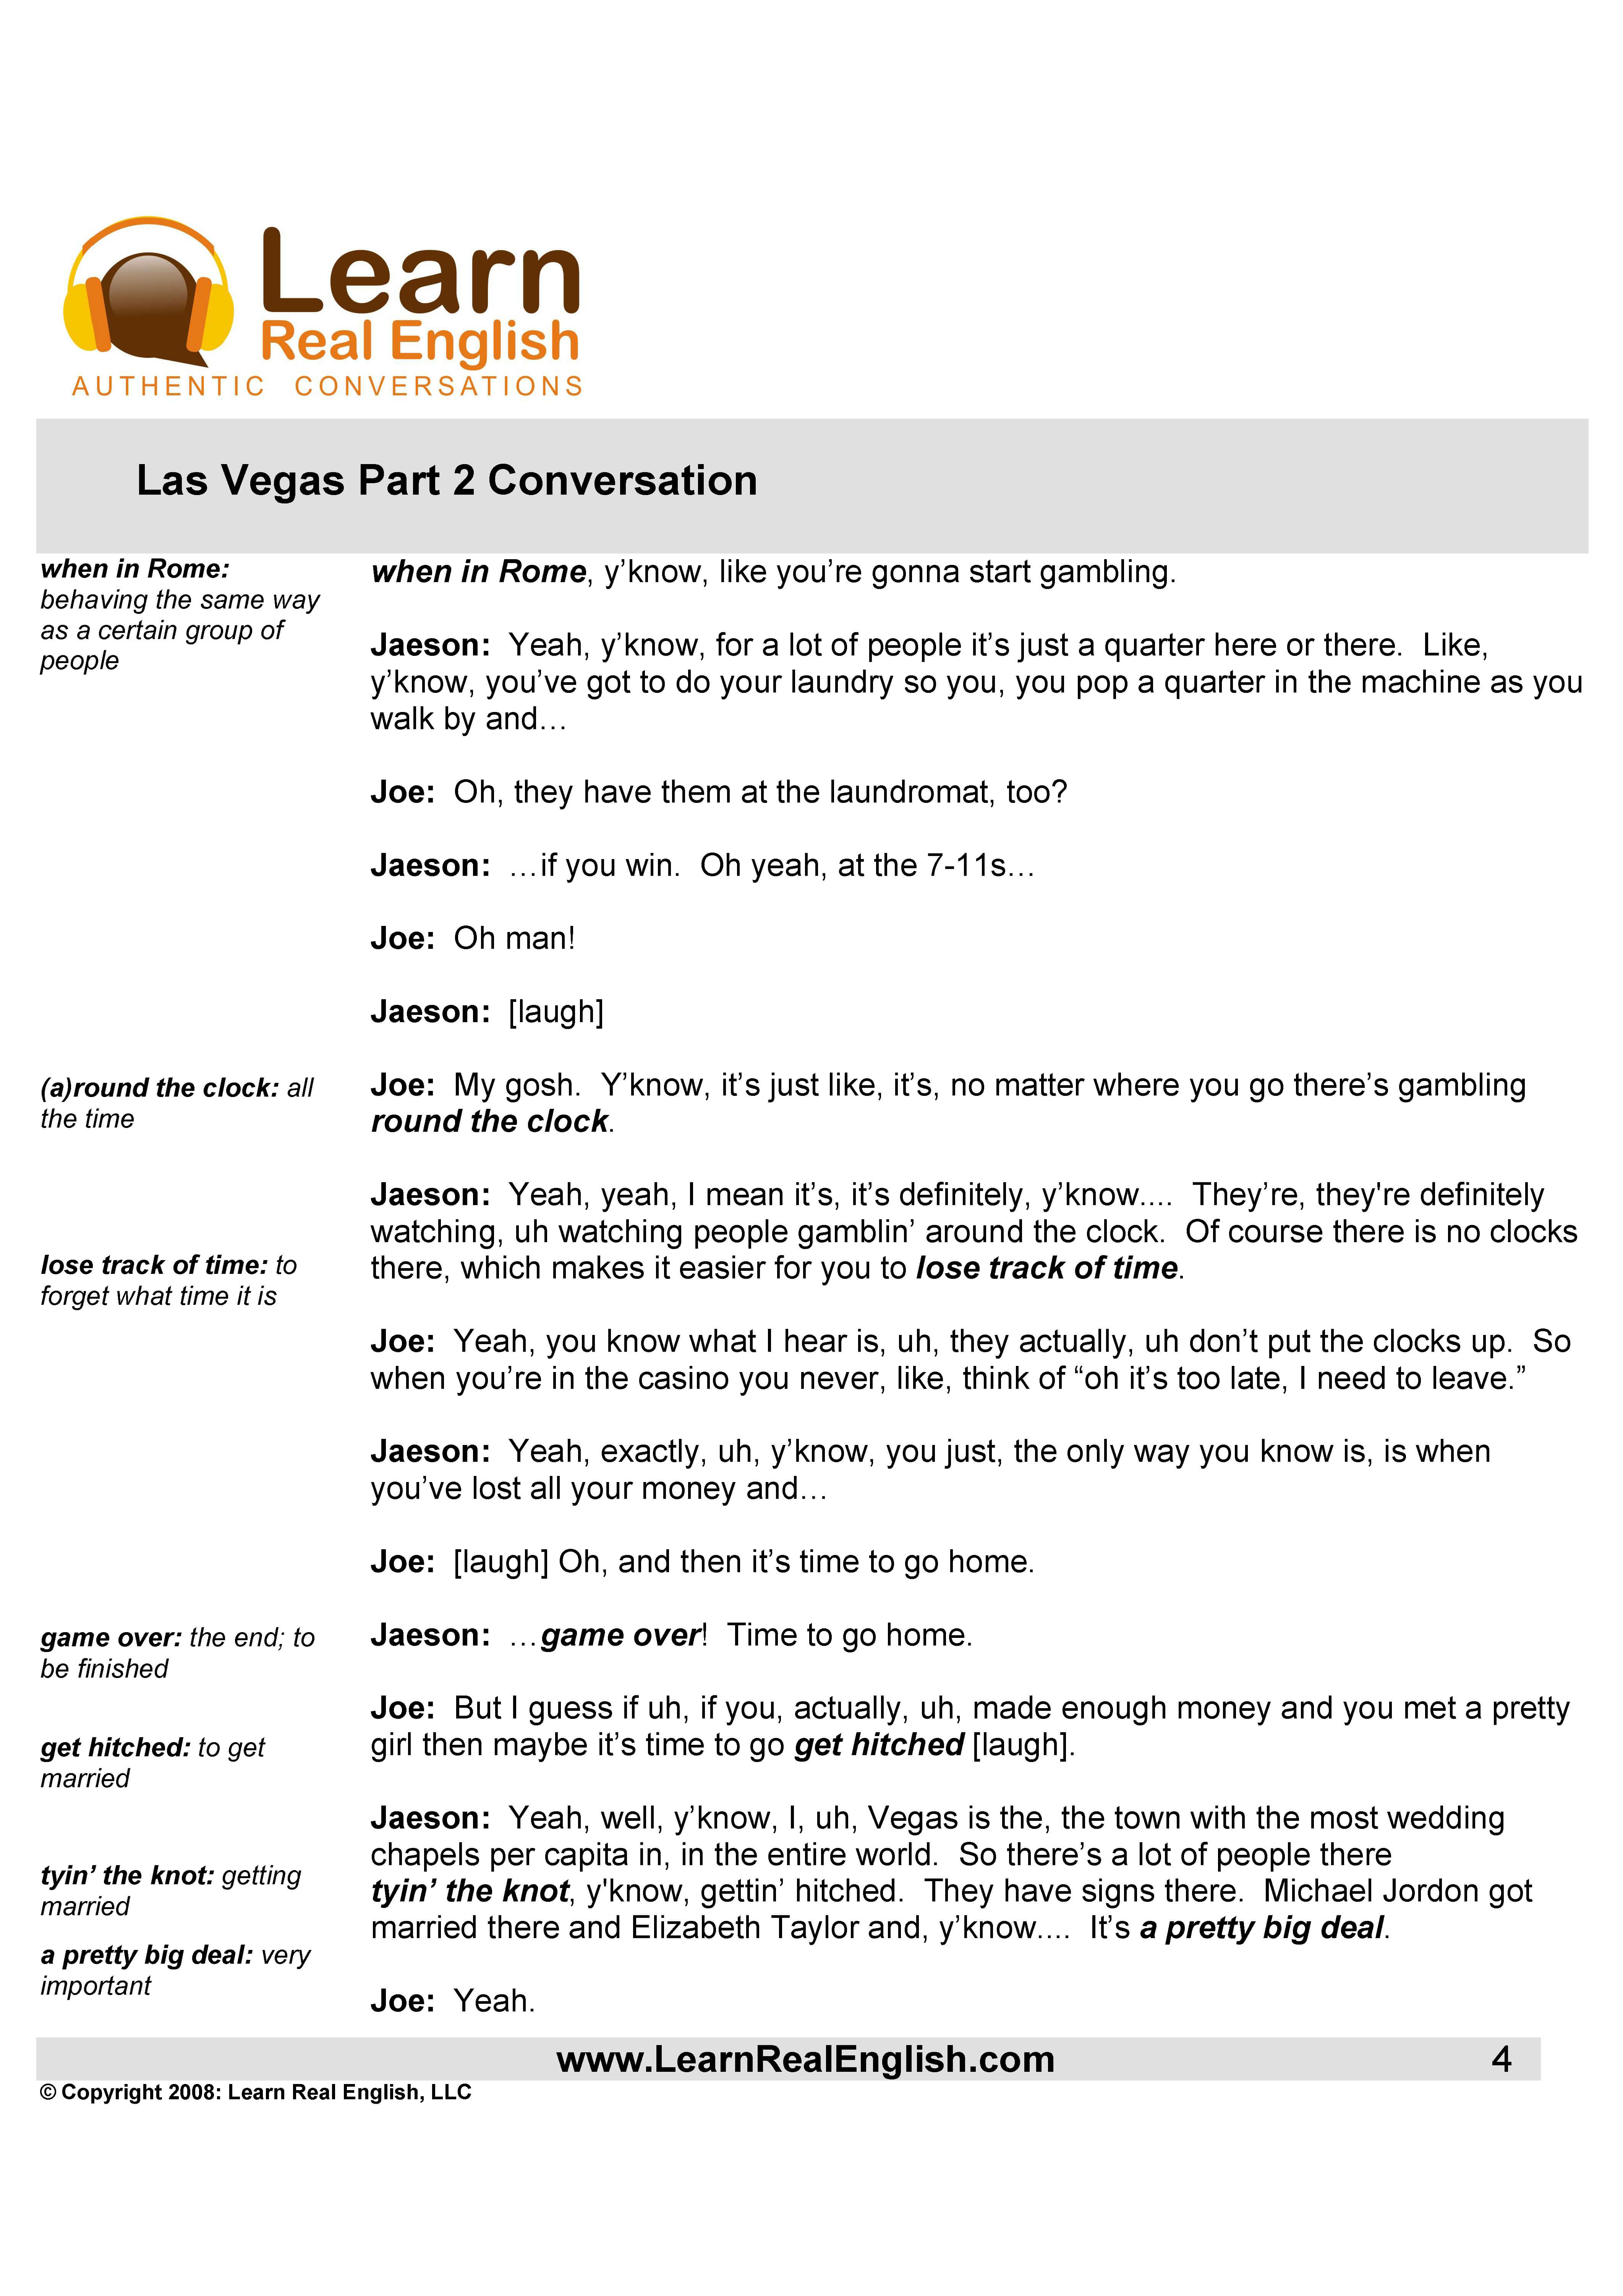 Learn
Real English
AUTHENTIC CONVERSATIONS
Las Vegas Part 2 Conversation
when in Rome:
behaving the same way
as a certain group of
people
when in Rome, y’know, like you’re gonna start gambling.
Jaeson: Yeah, y’know, for a lot of people it’s just a quarter here or there. Like,
y’know, you’ve got to do your laundry so you, you pop a quarter in the machine as you
walk by and…
Joe: Oh, they have them at the laundromat, too?
Jaeson: …if you win. Oh yeah, at the 7-11s…
Joe: Oh man!
Jaeson: [laugh]
(a)round the clock: all
the time
Joe: My gosh. Y’know, it’s just like, it’s, no matter where you go there’s gambling
round the clock.
Jaeson: Yeah, yeah, I mean it’s, it’s definitely, y’know.... They’re, they're definitely
watching, uh watching people gamblin’ around the clock. Of course there is no clocks
there, which makes it easier for you to lose track of time.
lose track of time: to
forget what time it is
Joe: Yeah, you know what I hear is, uh, they actually, uh don’t put the clocks up. So
when you’re in the casino you never, like, think of “oh it’s too late, I need to leave.”
Jaeson: Yeah, exactly, uh, y’know, you just, the only way you know is, is when
you’ve lost all your money and…
Joe: [laugh] Oh, and then it’s time to go home.
game over: the end; to
be finished
Jaeson: …game over! Time to go home.
Joe: But I guess if uh, if you, actually, uh, made enough money and you met a pretty
girl then maybe it’s time to go get hitched [laugh].
get hitched: to get
married
Jaeson: Yeah, well, y’know, I, uh, Vegas is the, the town with the most wedding
chapels per capita in, in the entire world. So there’s a lot of people there
tyin’ the knot, y'know, gettin’ hitched. They have signs there. Michael Jordon got
married there and Elizabeth Taylor and, y’know.... It’s a pretty big deal.
tyin’ the knot: getting
married
a pretty big deal: very
important
Joe: Yeah.
www.LearnRealEnglish.com 4
© Copyright 2008: Learn Real English, LLC